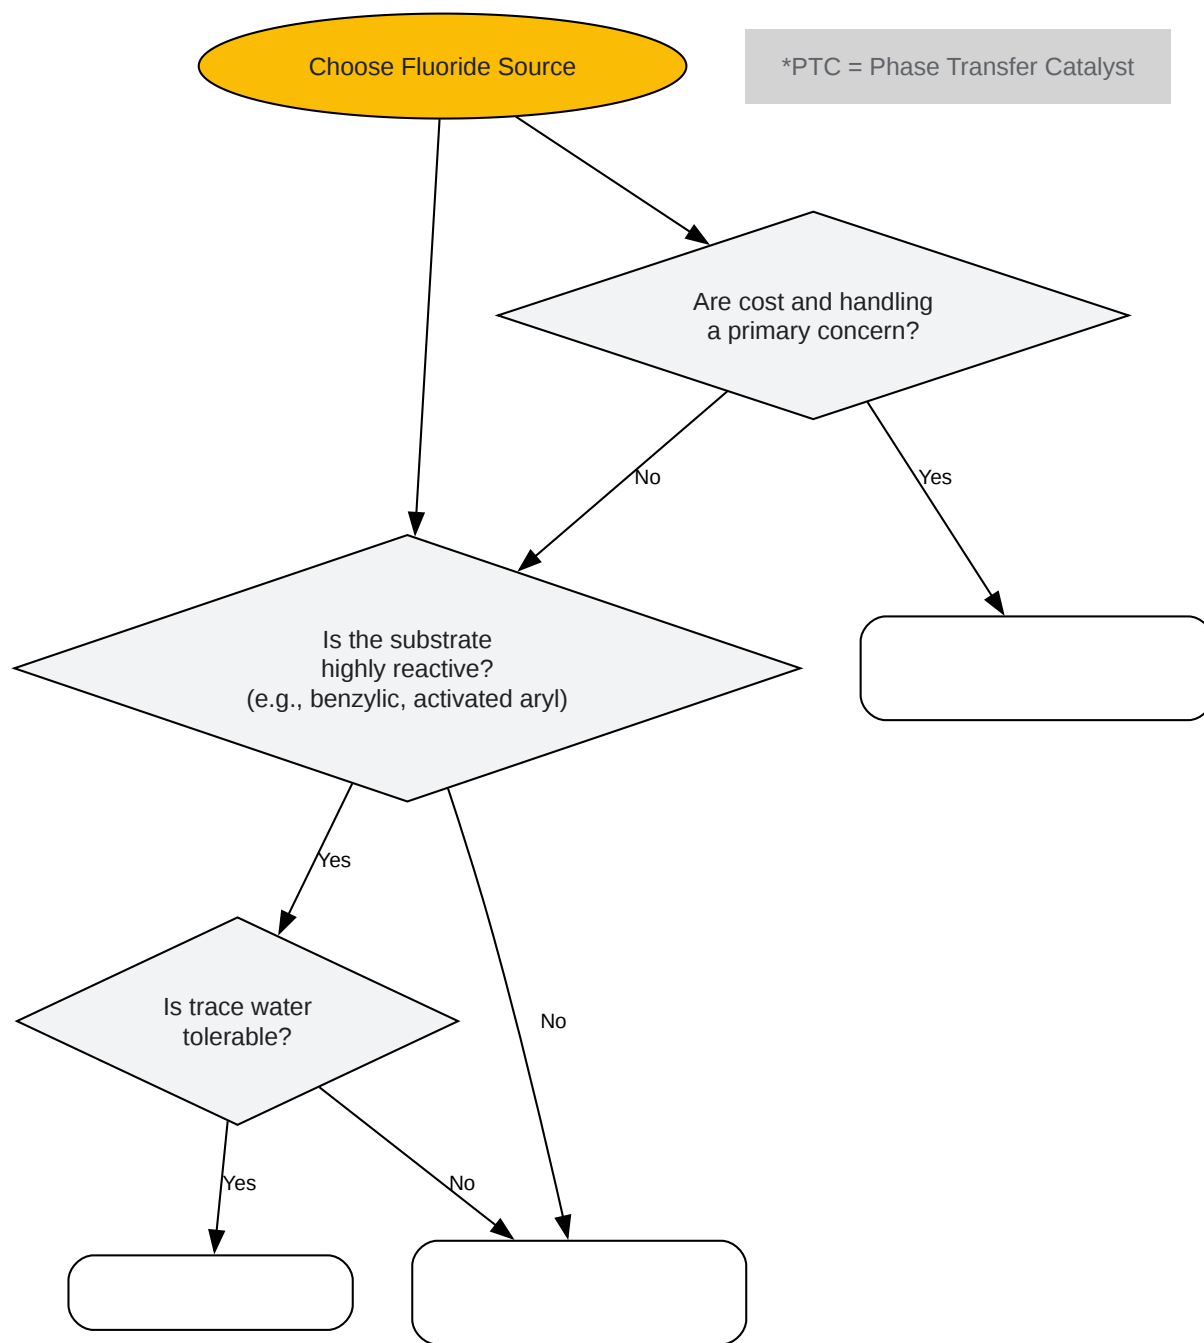 Choose Fluoride Source
*PTC = Phase Transfer Catalyst
Are cost and handling
a primary concern?
No
Yes
Is the substrate
highly reactive?
(e.g., benzylic, activated aryl)
Yes
No
Is trace water
tolerable?
Yes
No